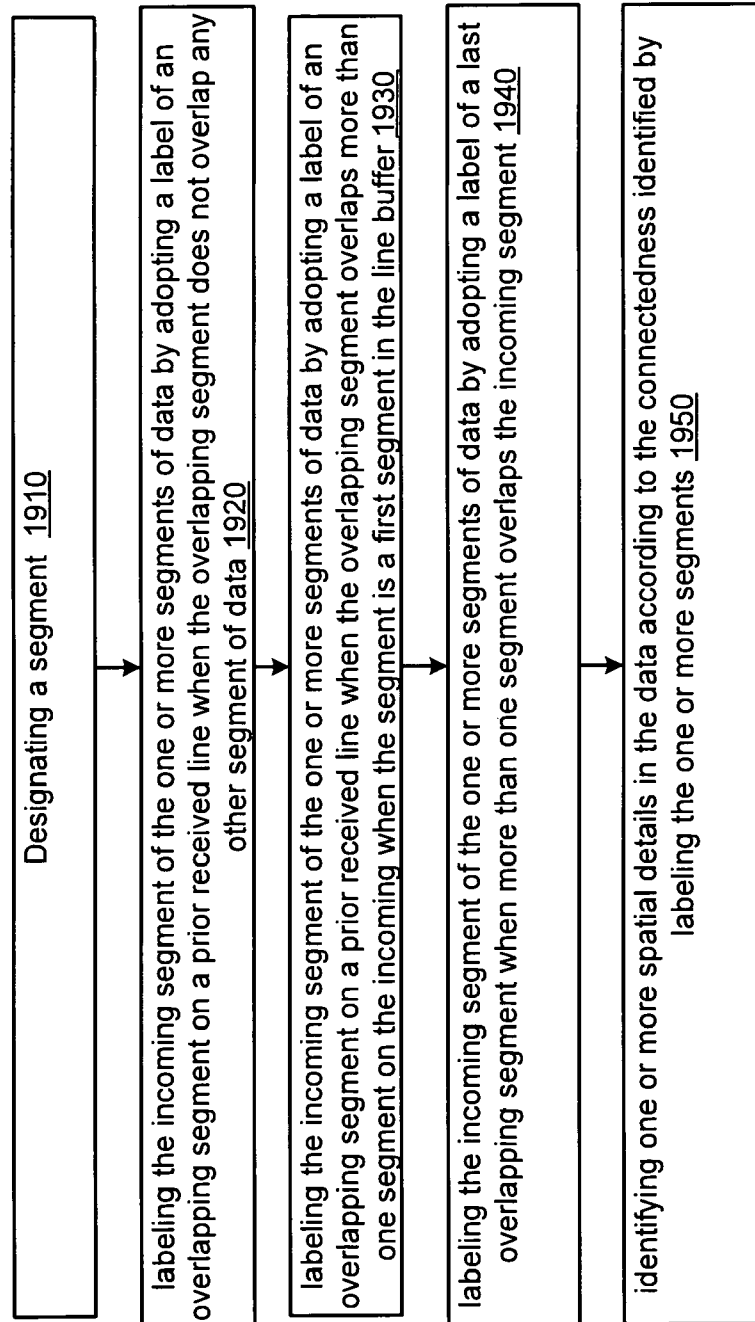 Designating a segment 1910
labeling the incoming segment of the one or more segments of data by adopting a label of an
overlapping segment on a prior received line when the overlapping segment does not overlap any
other segment of data 1920
labeling the incoming segment of the one or more segments of data by adopting a label of an
overlapping segment on a prior received line when the overlapping segment overlaps more than
one segment on the incoming when the segment is a first segment in the line buffer 1930
labeling the incoming segment of the one or more segments of data by adopting a label of a last
overlapping segment when more than one segment overlaps the incoming segment 1940
identifying one or more spatial details in the data according to the connectedness identified by
labeling the one or more segments 1950